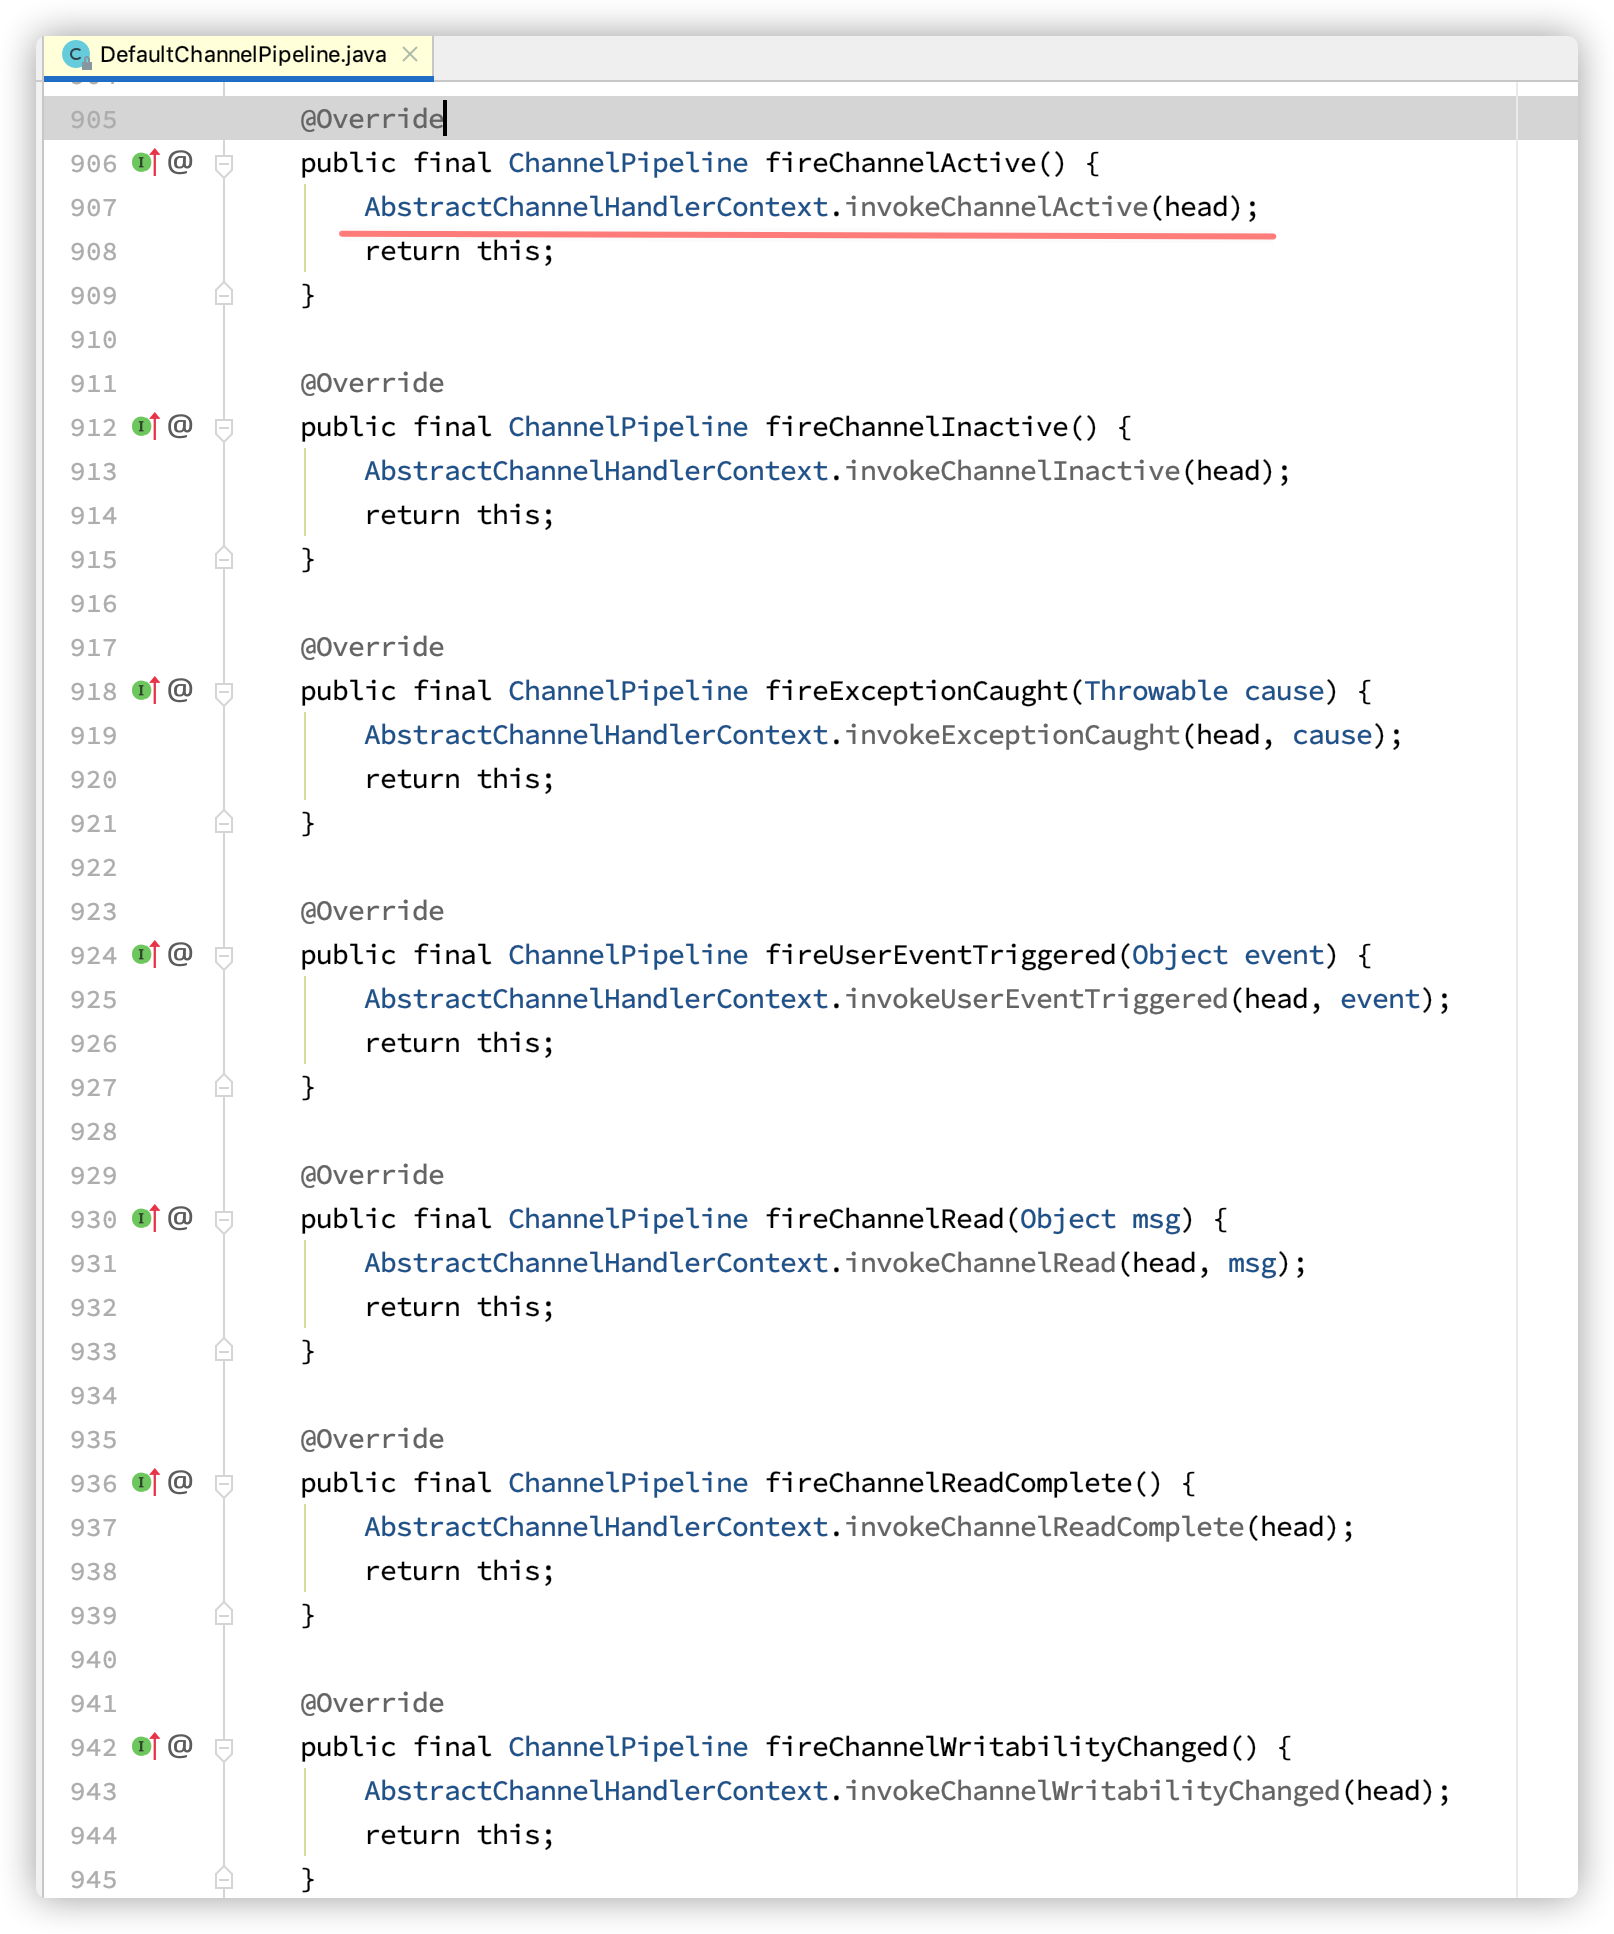 DefaultChannelPipeline.java
905 @Override
906 @ public final ChannelPipeline fireChannelActive() {
907 AbstractChannelHandlerContext.invokeChannelActive(head);
908 return this;
909 }
910
911 @Override
912 @ public final ChannelPipeline fireChannelInactive() {
913 AbstractChannelHandlerContext.invokeChannelInactive(head);
914 return this;
915 }
916
917 @Override
918 @ public final ChannelPipeline fireExceptionCaught(Throwable cause) {
919 AbstractChannelHandlerContext.invokeExceptionCaught(head, cause);
920 return this;
921 }
922
923 @Override
924 @ public final ChannelPipeline fireUserEventTriggered(Object event) {
925 AbstractChannelHandlerContext.invokeUserEventTriggered(head, event);
926 return this;
927 }
928
929 @Override
930 @ public final ChannelPipeline fireChannelRead(Object msg) {
931 AbstractChannelHandlerContext.invokeChannelRead(head, msg);
932 return this;
933 }
934
935 @Override
936 @ public final ChannelPipeline fireChannelReadComplete() {
937 AbstractChannelHandlerContext.invokeChannelReadComplete(head);
938 return this;
939 }
940
941 @Override
942 @ public final ChannelPipeline fireChannelWritabilityChanged() {
943 AbstractChannelHandlerContext.invokeChannelWritabilityChanged(head);
944 return this;
945 }